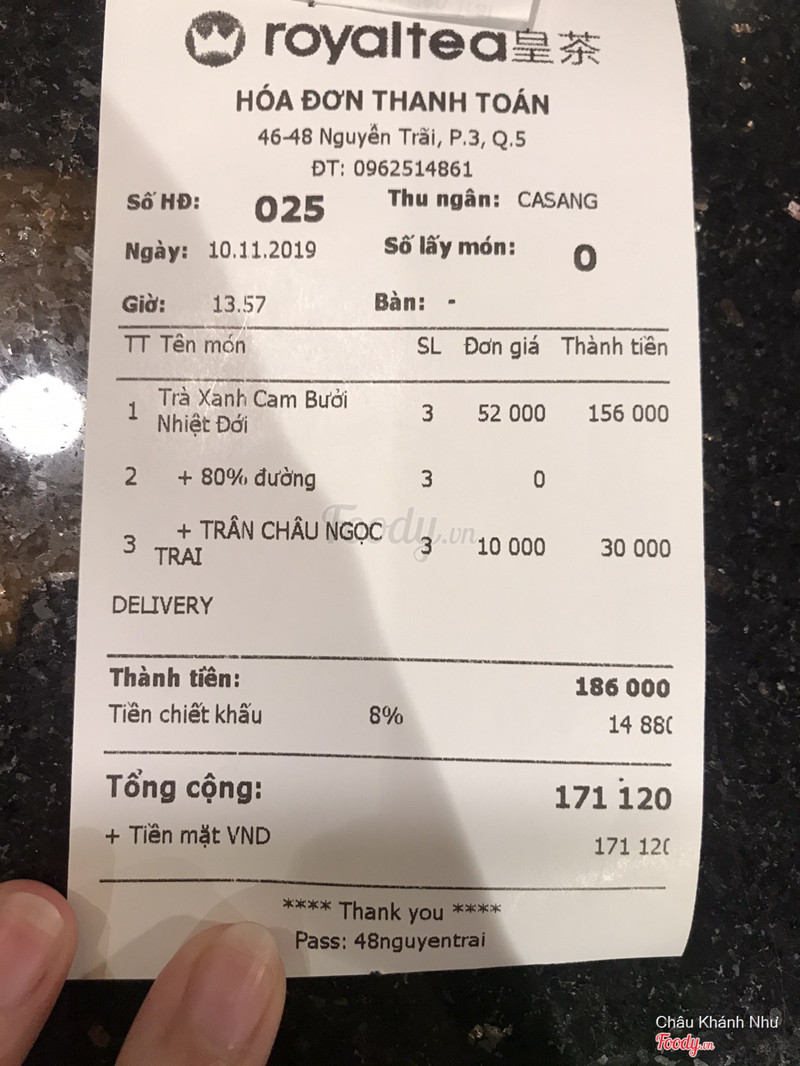 royaltea皇茶
HÓA ĐƠN THANH TOÁN
46-48 Nguyễn Trãi, P.3, Q.5
ĐT: 0962514861
Số HĐ: 025 Thu ngân: CASANG
Ngày: 10.11.2019 Số lấy món: 0
Giờ: 13.57 Bàn: -
TT Tên món SL Đơn giá Thành tiền
1 Trà Xanh Cam Bưởi 3 52 000 156 000
Nhiệt Đới
2 + 80% đường 3 0
3 + TRÂN CHÂU NGỌC 3 10 000 30 000
TRAI
DELIVERY
Thành tiền: 186 000
Tiền chiết khấu 8% 14 880
Tổng cộng: 171 120
+ Tiền mặt VND 171 120
**** Thank you ****
Pass: 48nguyentrai
Foody.vn
Châu Khánh Như
Foody.vn